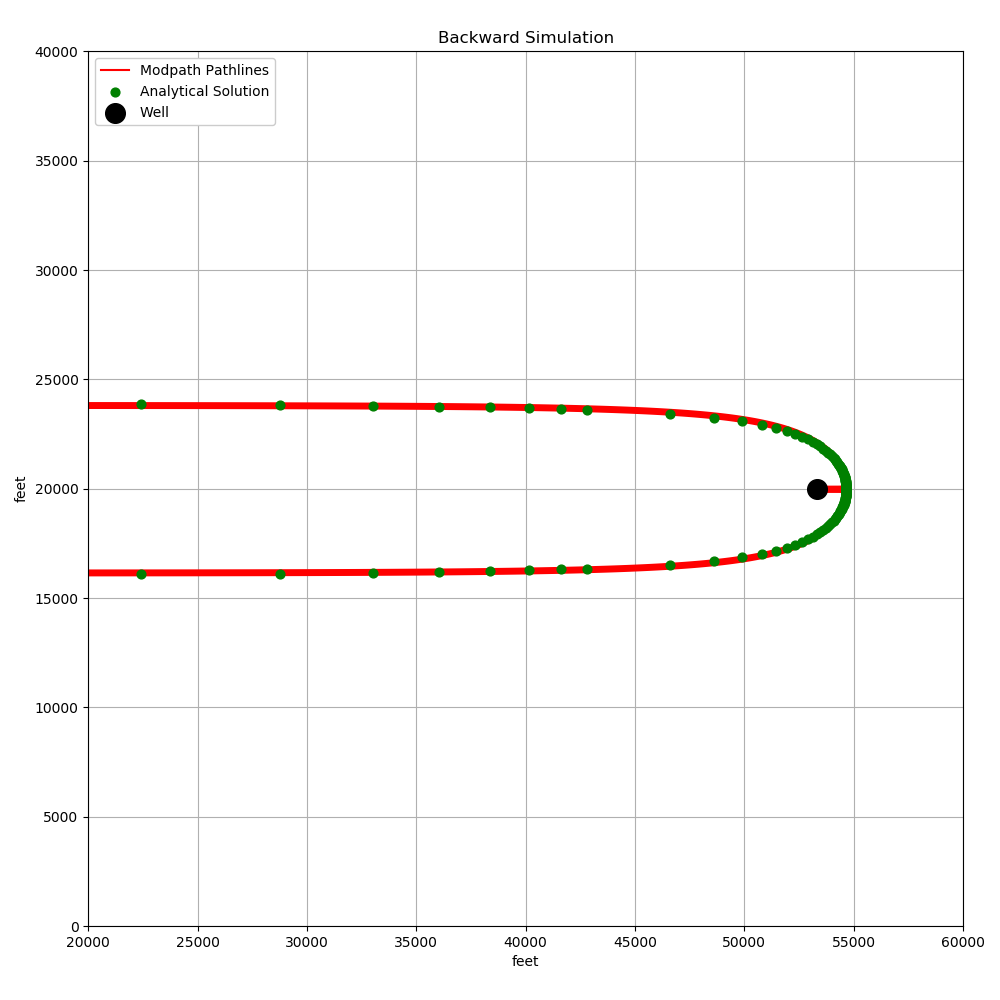 Backward Simulation
Modpath Pathlines
Analytical Solution
Well
40000
35000
30000
25000
20000
15000
10000
5000
0
feet
20000 25000 30000 35000 40000 45000 50000 55000 60000
feet